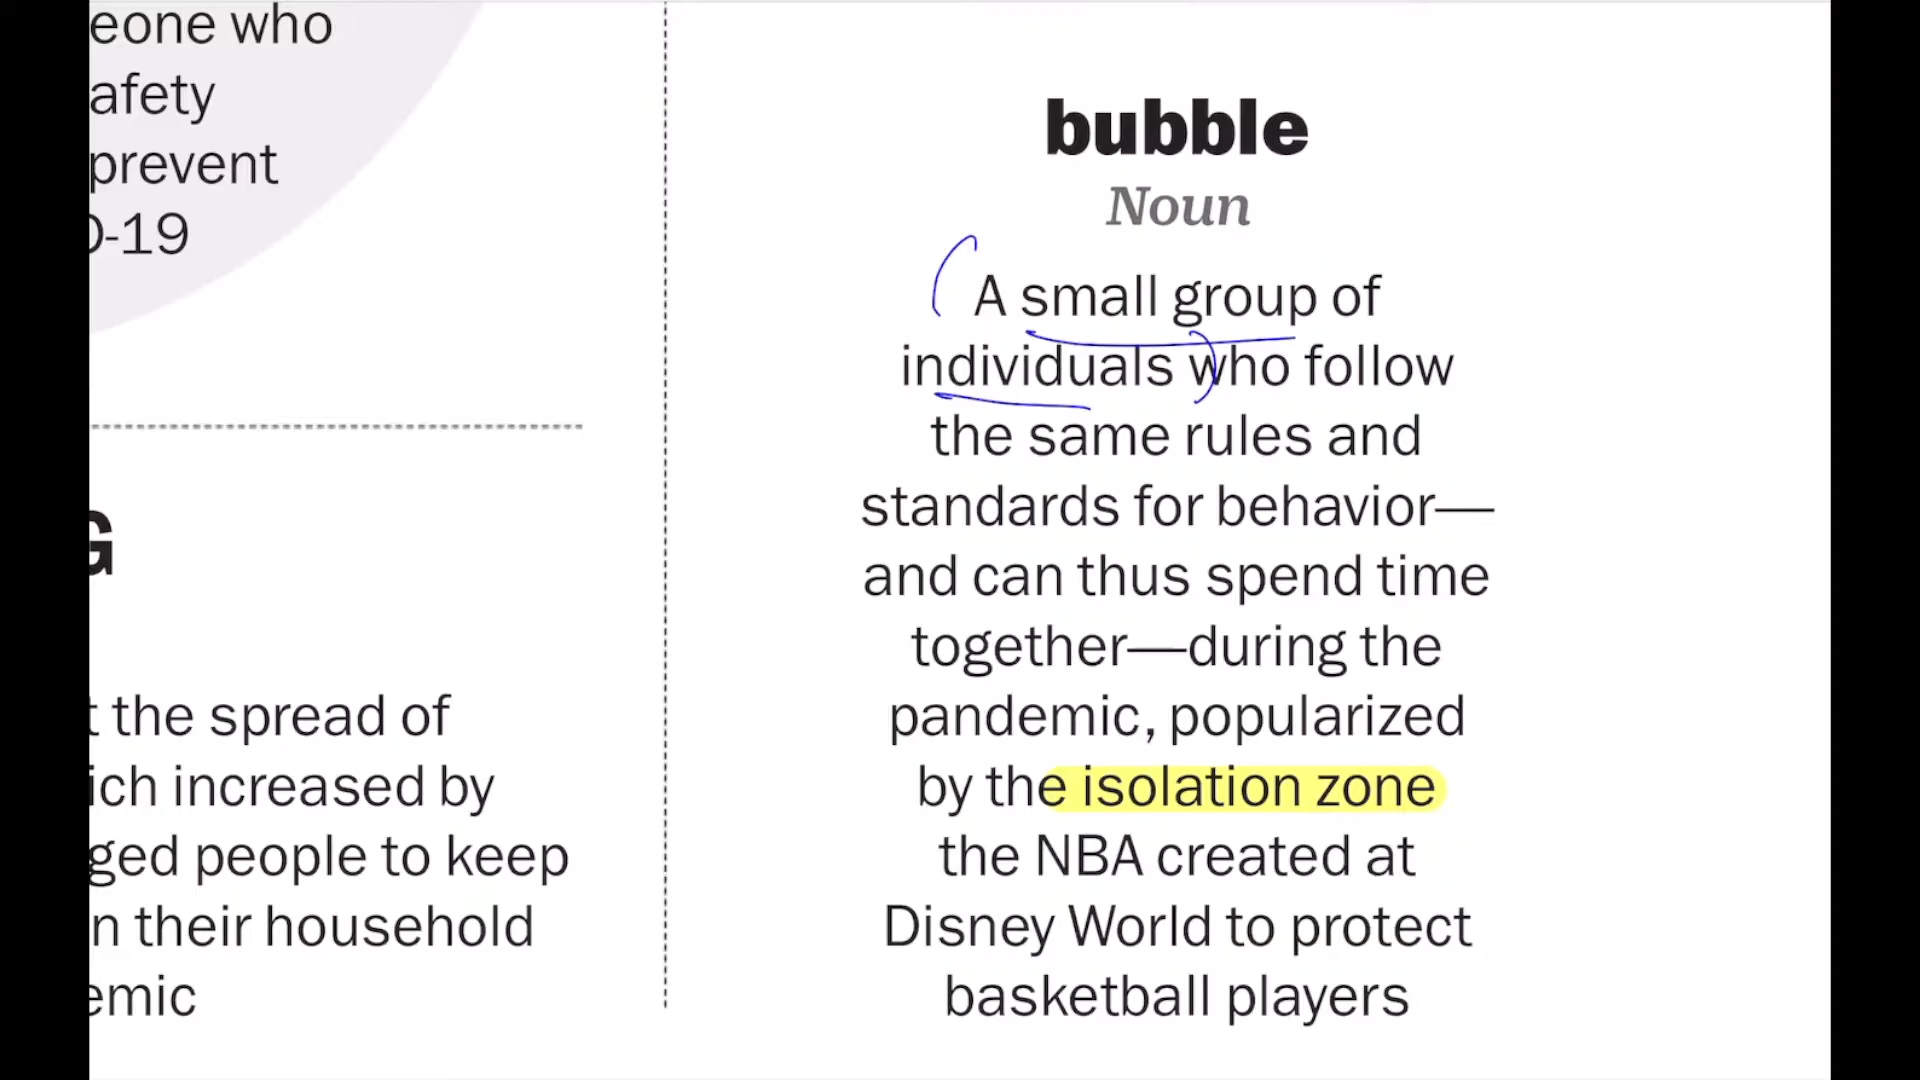 eone who
afety
prevent
-19
G
the spread of
ich increased by
ged people to keep
n their household
emic
bubble
Noun
A small group of
individuals who follow
the same rules and
standards for behavior—
and can thus spend time
together—during the
pandemic, popularized
by the isolation zone
the NBA created at
Disney World to protect
basketball players